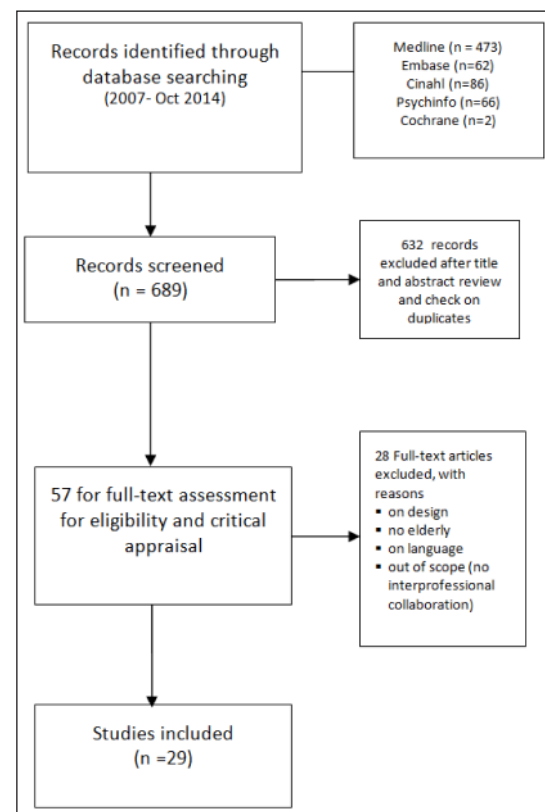 Records identified through
database searching
(2007- Oct 2014)
Medline (n = 473)
Embase (n=62)
Cinahl (n=86)
Psychinfo (n=66)
Cochrane (n=2)
Records screened
(n = 689)
632 records
excluded after title
and abstract review
and check on
duplicates
57 for full-text assessment
for eligibility and critical
appraisal
28 Full-text articles
excluded, with
reasons
▪ on design
▪ no elderly
▪ on language
▪ out of scope (no
interprofessional
collaboration)
Studies included
(n =29)